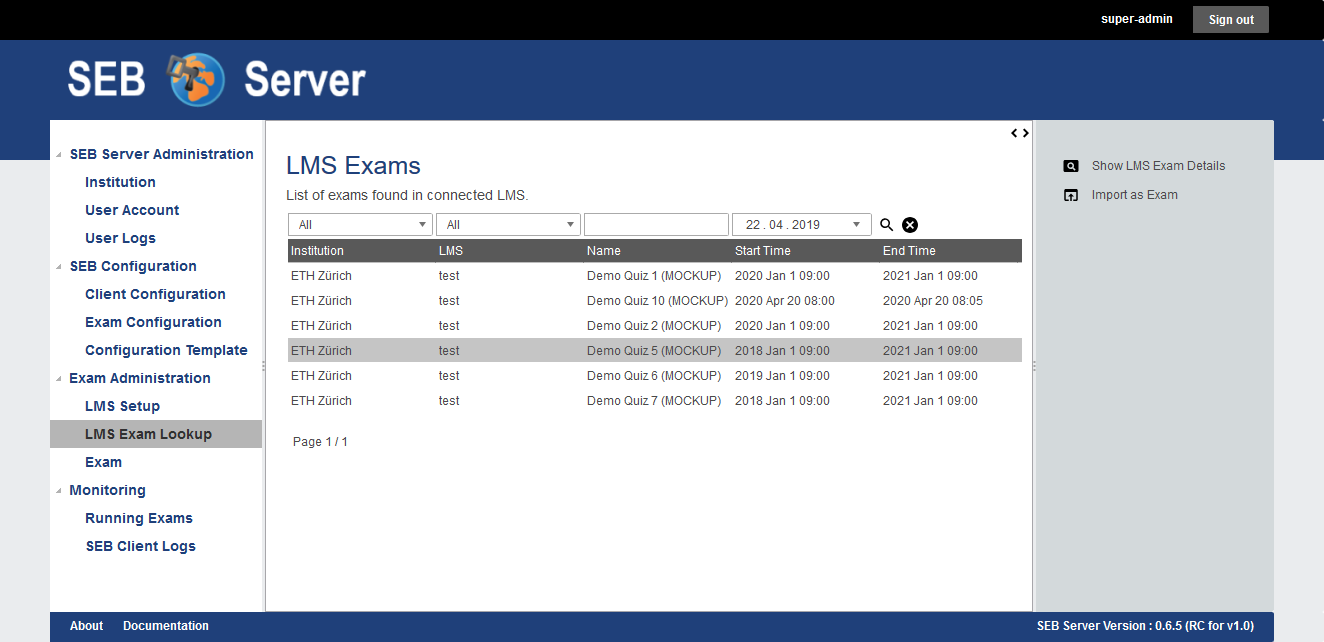 super-admin Sign out
SEB Server
SEB Server Administration
Institution
User Account
User Logs
SEB Configuration
Client Configuration
Exam Configuration
Configuration Template
Exam Administration
LMS Setup
LMS Exam Lookup
Exam
Monitoring
Running Exams
SEB Client Logs
LMS Exams
List of exams found in connected LMS.
All All 22 . 04 . 2019
Institution LMS Name Start Time End Time
ETH Zürich test Demo Quiz 1 (MOCKUP) 2020 Jan 1 09:00 2021 Jan 1 09:00
ETH Zürich test Demo Quiz 10 (MOCKUP) 2020 Apr 20 08:00 2020 Apr 20 08:05
ETH Zürich test Demo Quiz 2 (MOCKUP) 2020 Jan 1 09:00 2021 Jan 1 09:00
ETH Zürich test Demo Quiz 5 (MOCKUP) 2018 Jan 1 09:00 2021 Jan 1 09:00
ETH Zürich test Demo Quiz 6 (MOCKUP) 2019 Jan 1 09:00 2021 Jan 1 09:00
ETH Zürich test Demo Quiz 7 (MOCKUP) 2018 Jan 1 09:00 2021 Jan 1 09:00
Page 1 / 1
Show LMS Exam Details
Import as Exam
About Documentation SEB Server Version : 0.6.5 (RC for v1.0)